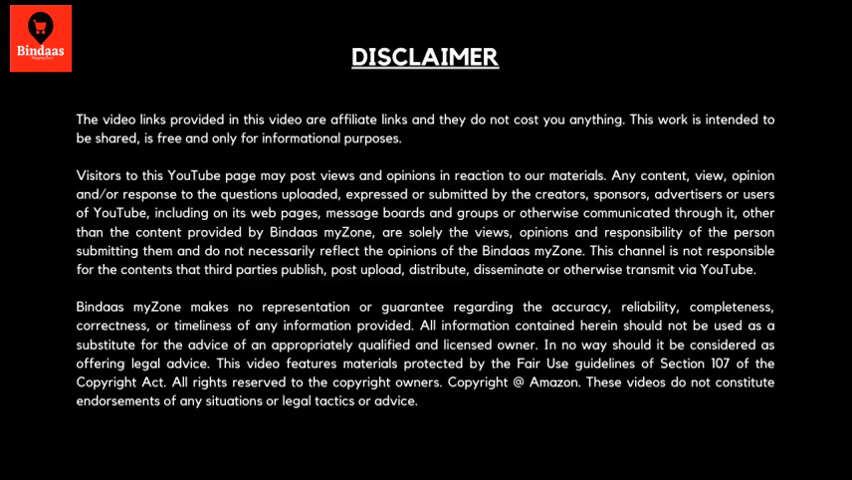 Bindaas
DISCLAIMER
The video links provided in this video are affiliate links and they do not cost you anything. This work is intended to
be shared, is free and only for informational purposes.
Visitors to this YouTube page may post views and opinions in reaction to our materials. Any content, view, opinion
and/or response to the questions uploaded, expressed or submitted by the creators, sponsors, advertisers or users
of YouTube, including on its web pages, message boards and groups or otherwise communicated through it, other
than the content provided by Bindaas myZone, are solely the views, opinions and responsibility of the person
submitting them and do not necessarily reflect the opinions of the Bindaas myZone. This channel is not responsible
for the contents that third parties publish, post upload, distribute, disseminate or otherwise transmit via YouTube.
Bindaas myZone makes no representation or guarantee regarding the accuracy, reliability, completeness,
correctness, or timeliness of any information provided. All information contained herein should not be used as a
substitute for the advice of an appropriately qualified and licensed owner. In no way should it be considered as
offering legal advice. This video features materials protected by the Fair Use guidelines of Section 107 of the
Copyright Act. All rights reserved to the copyright owners. Copyright @ Amazon. These videos do not constitute
endorsements of any situations or legal tactics or advice.